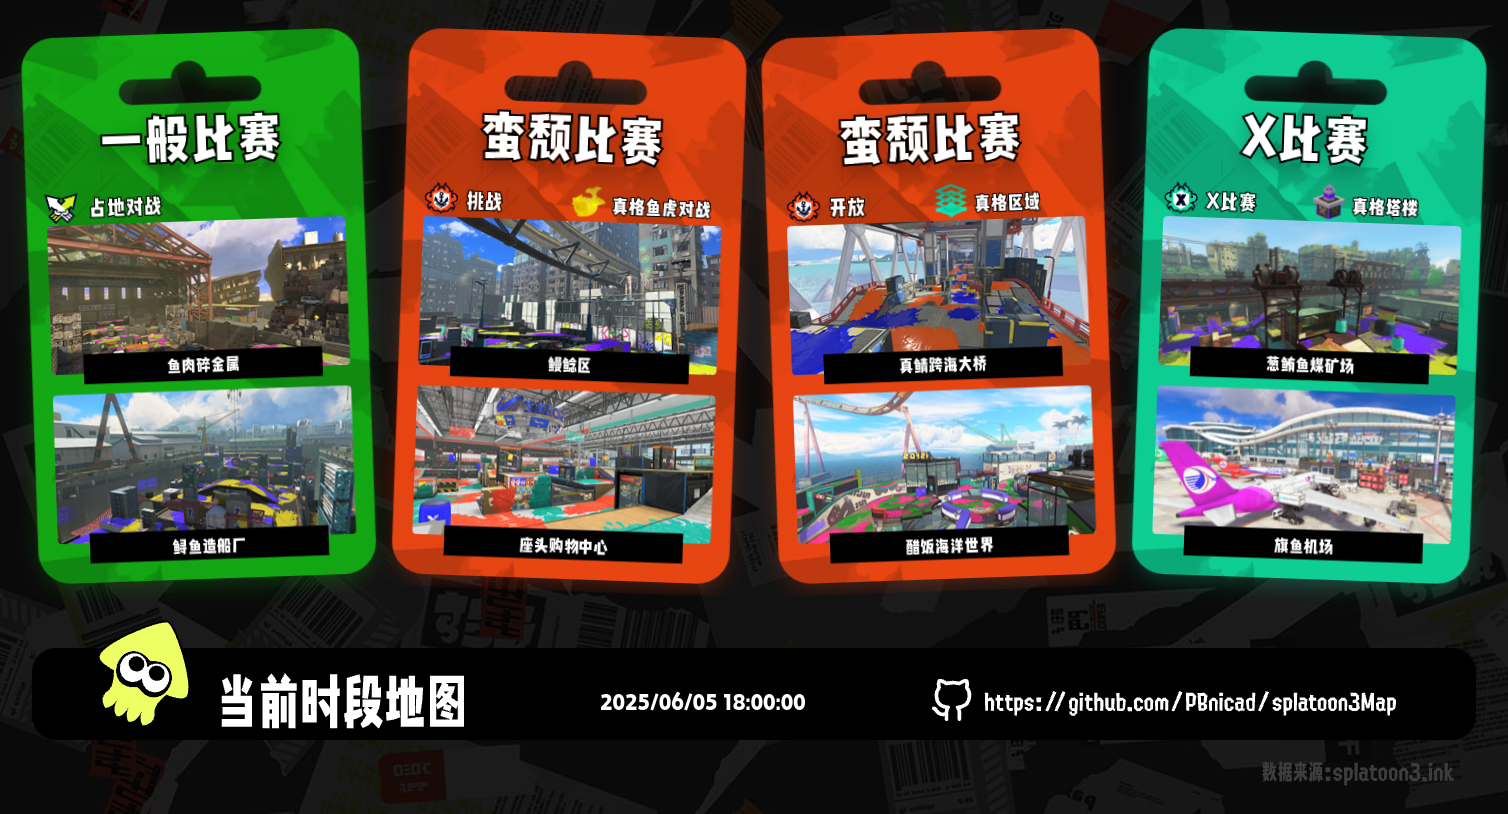 一般比赛
占地对战
鱼肉碎金属
鲟鱼造船厂
蛮颓比赛
挑战
真格鱼虎对战
鳗鲶区
座头购物中心
蛮颓比赛
开放
真格区域
真鲭跨海大桥
醋饭海洋世界
X比赛
X比赛
真格塔楼
葱鲔鱼煤矿场
旗鱼机场
当前时段地图
2025/06/05 18:00:00
https://github.com/PBnicad/splatoon3Map
数据来源:splatoon3.ink